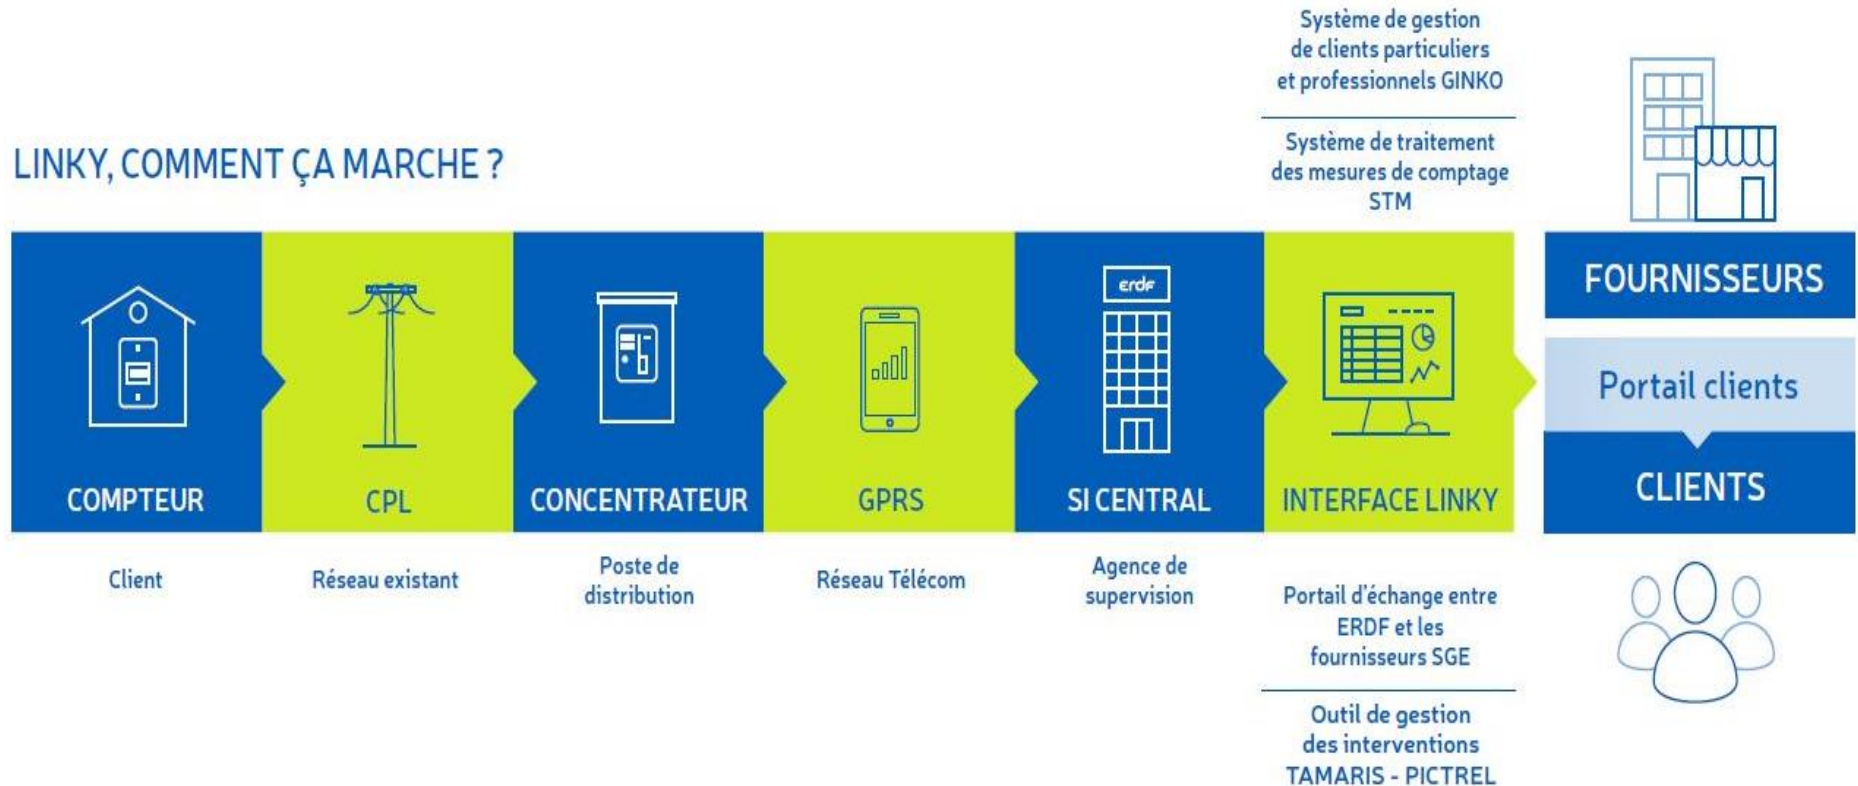 Système de gestion
de clients particuliers
et professionnels GINKO
Système de traitement
des mesures de comptage
STM
LINKY, COMMENT ÇA MARCHE ?
erdf
FOURNISSEURS
Portail clients
CLIENTS
COMPTEUR
CPL
CONCENTRATEUR
GPRS
SI CENTRAL
INTERFACE LINKY
Client
Réseau existant
Poste de
distribution
Réseau Télécom
Agence de
supervision
Portail d'échange entre
ERDF et les
fournisseurs SGE
Outil de gestion
des interventions
TAMARIS - PICTREL